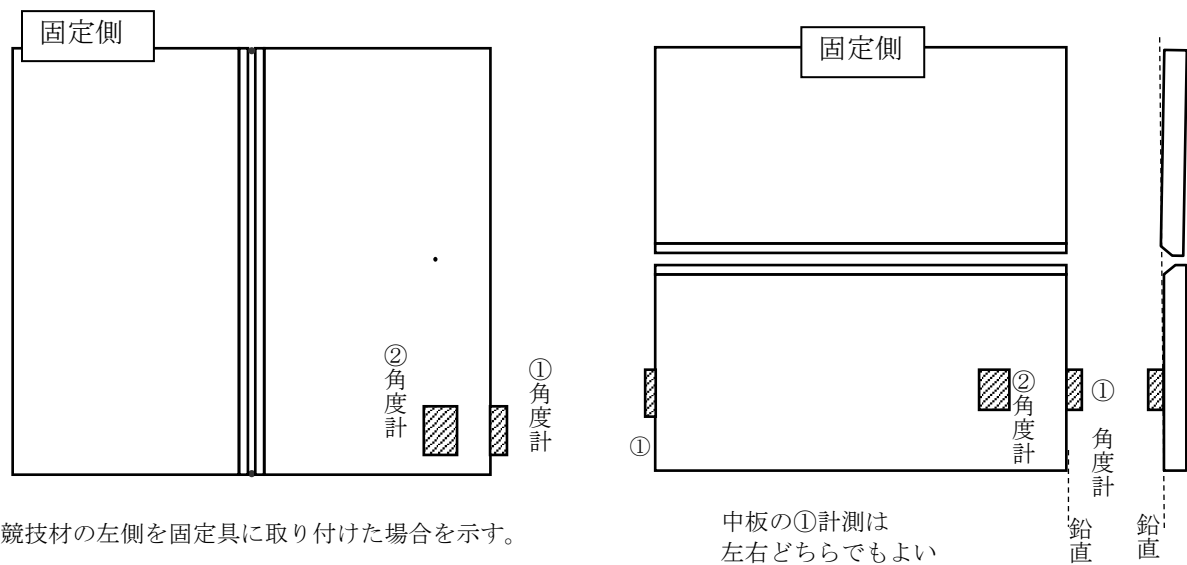 固定側
②角度計
①角度計
競技材の左側を固定具に取り付けた場合を示す。
固定側
①
②角度計
①
角度計
中板の①計測は
左右どちらでもよい
鉛直
鉛直